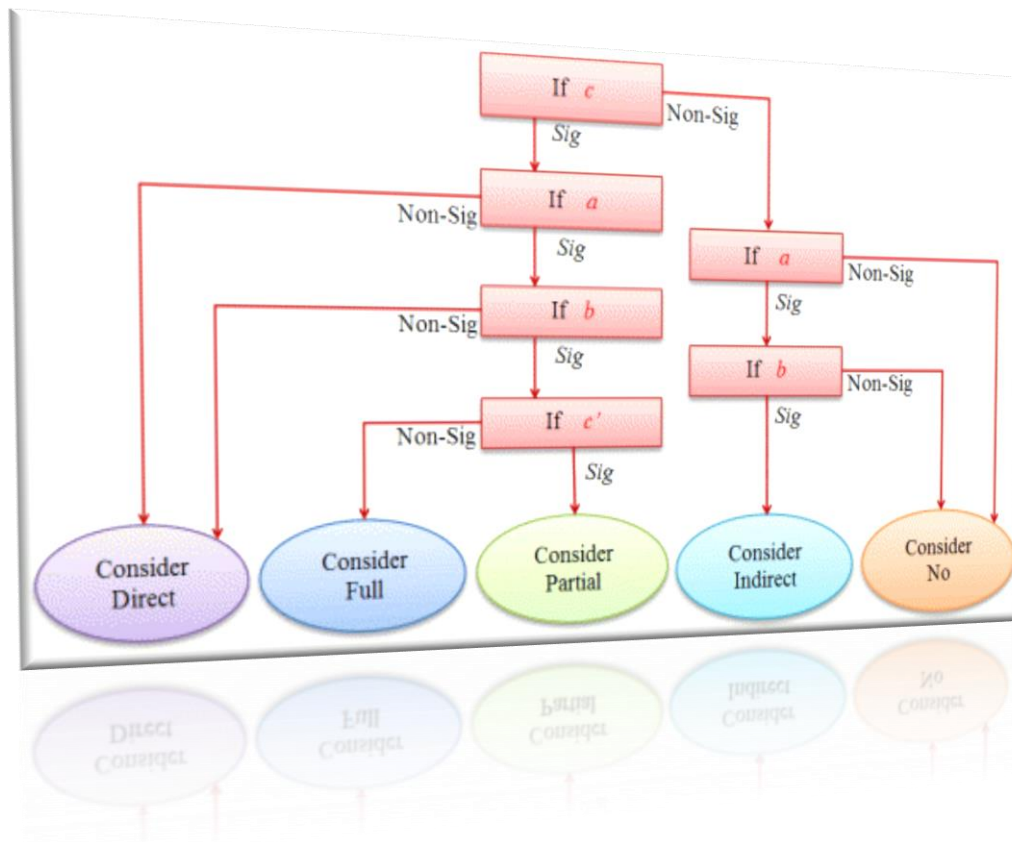 If c
Non-Sig
Sig
If a
Non-Sig
Sig
If a
Non-Sig
Sig
If b
Non-Sig
Sig
If b
Non-Sig
Sig
If c'
Non-Sig
Sig
Consider
Direct
Consider
Full
Consider
Partial
Consider
Indirect
Consider
No